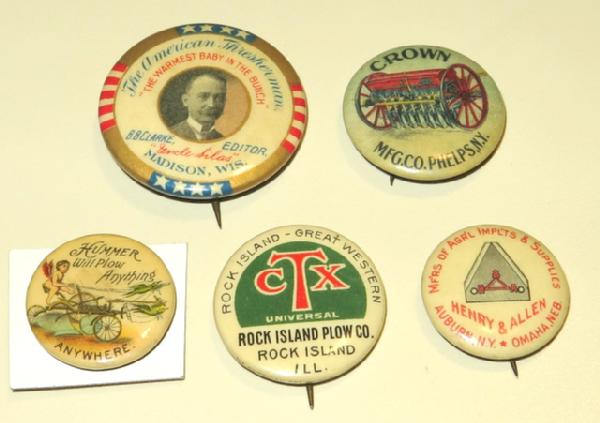 The American Thresherman,
"THE WARMEST BABY IN THE BUNCH"
B.B. CLARKE, EDITOR,
"Uncle Silas"
MADISON, WIS.
CROWN
MFG.CO. PHELPS, N.Y.
HUMMER
Will Plow
Anything
ANYWHERE.
ROCK ISLAND - GREAT WESTERN
CTX
UNIVERSAL
ROCK ISLAND PLOW CO.
ROCK ISLAND
ILL.
MFRS OF AGR'L IMPLTS & SUPPLIES
HENRY & ALLEN
AUBURN, N.Y. ★ OMAHA, NEB.